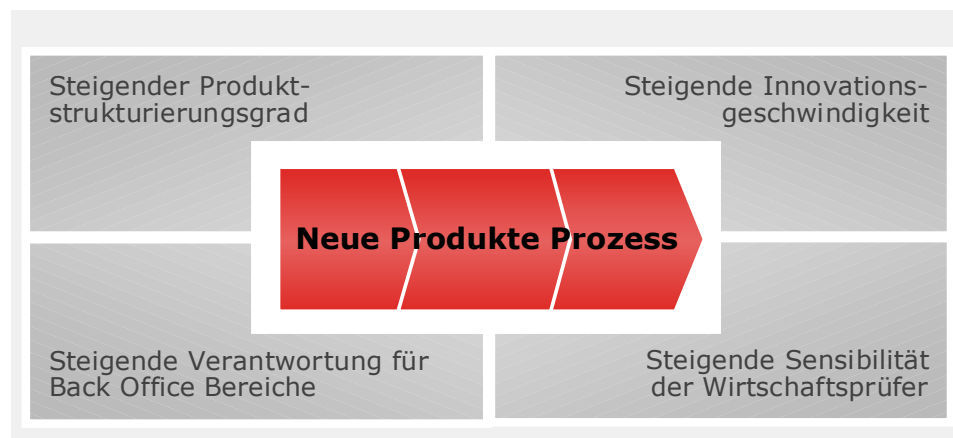 Steigender Produkt-
strukturierungsgrad
Steigende Innovations-
geschwindigkeit
Neue Produkte Prozess
Steigende Verantwortung für
Back Office Bereiche
Steigende Sensibilität
der Wirtschaftsprüfer